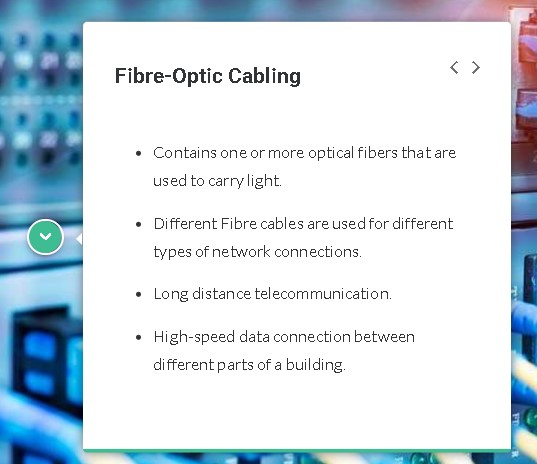 Fibre-Optic Cabling
Contains one or more optical fibers that are
used to carry light.
Different Fibre cables are used for different
types of network connections.
Long distance telecommunication.
High-speed data connection between
different parts of a building.